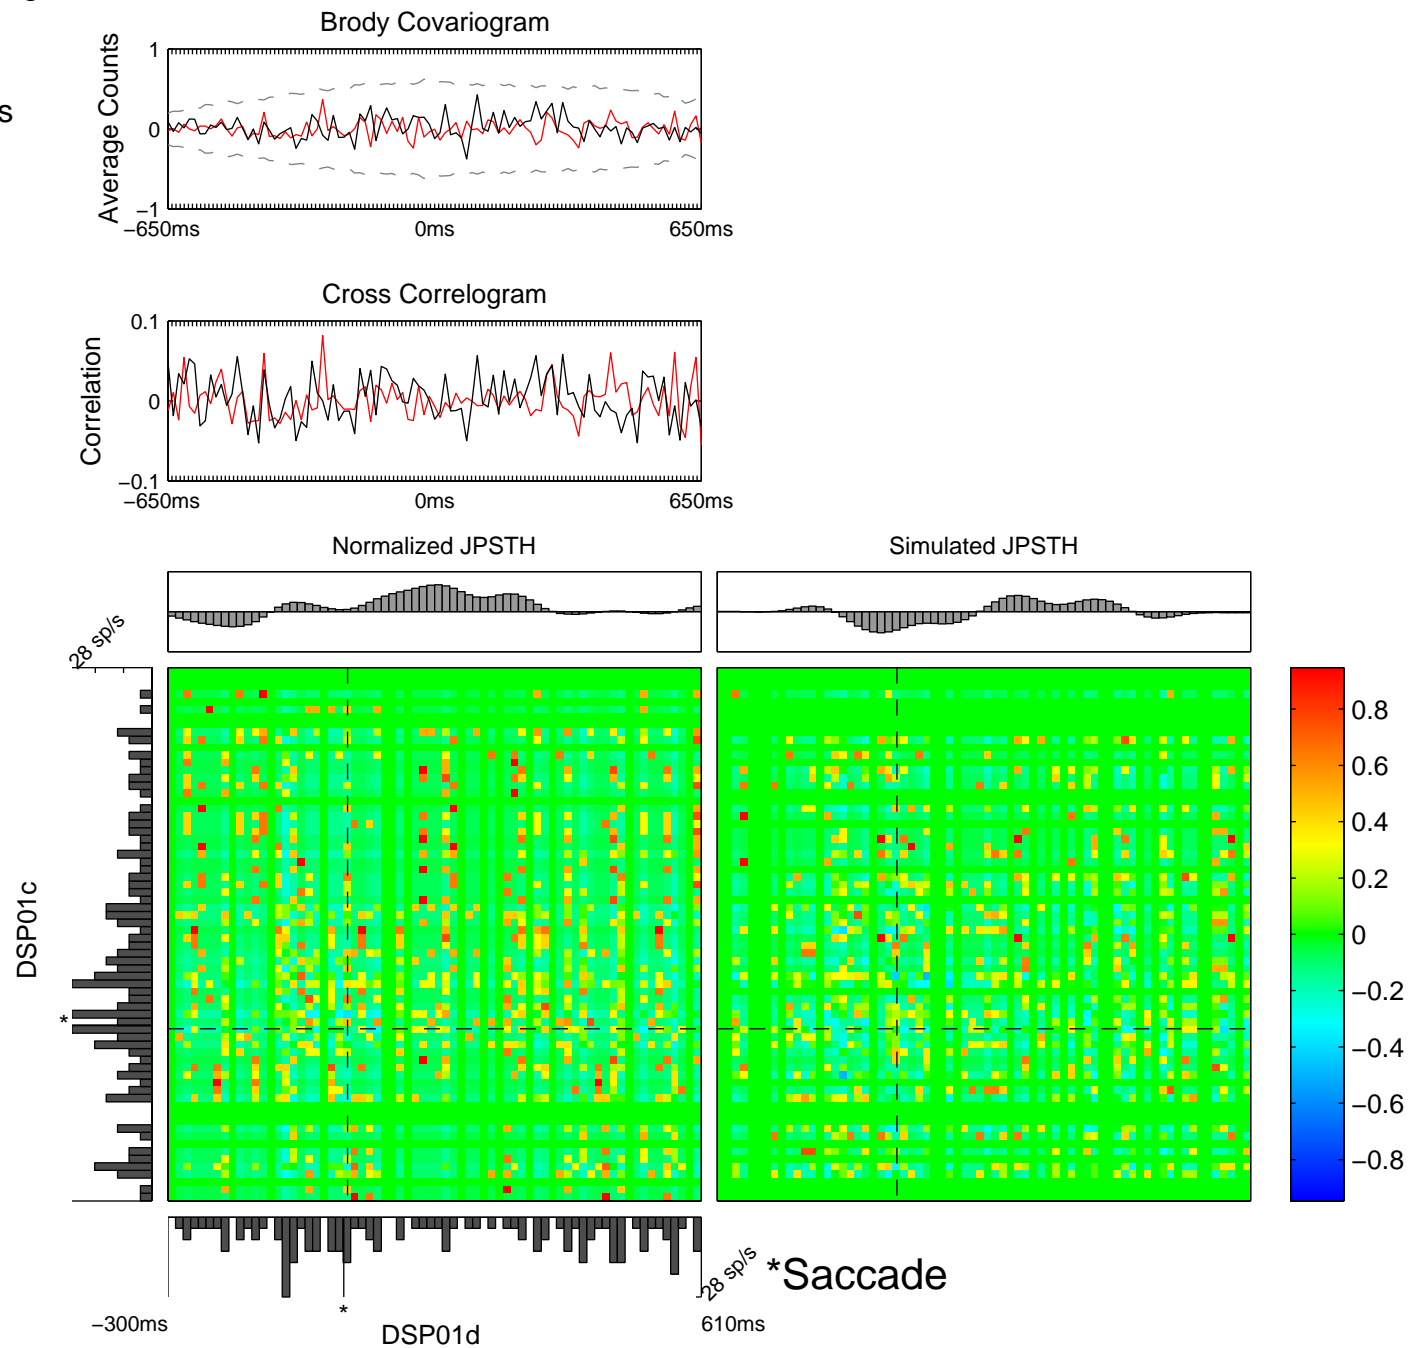 g
Brody Covariogram
s
Average Counts
1
0
−1
−650ms
0ms
650ms
Cross Correlogram
Correlation
0.1
0
−0.1
−650ms
0ms
650ms
Normalized JPSTH
Simulated JPSTH
28 sp/s
DSP01c
*
0.8
0.6
0.4
0.2
0
−0.2
−0.4
−0.6
−0.8
28 sp/s
*Saccade
*
−300ms
DSP01d
610ms